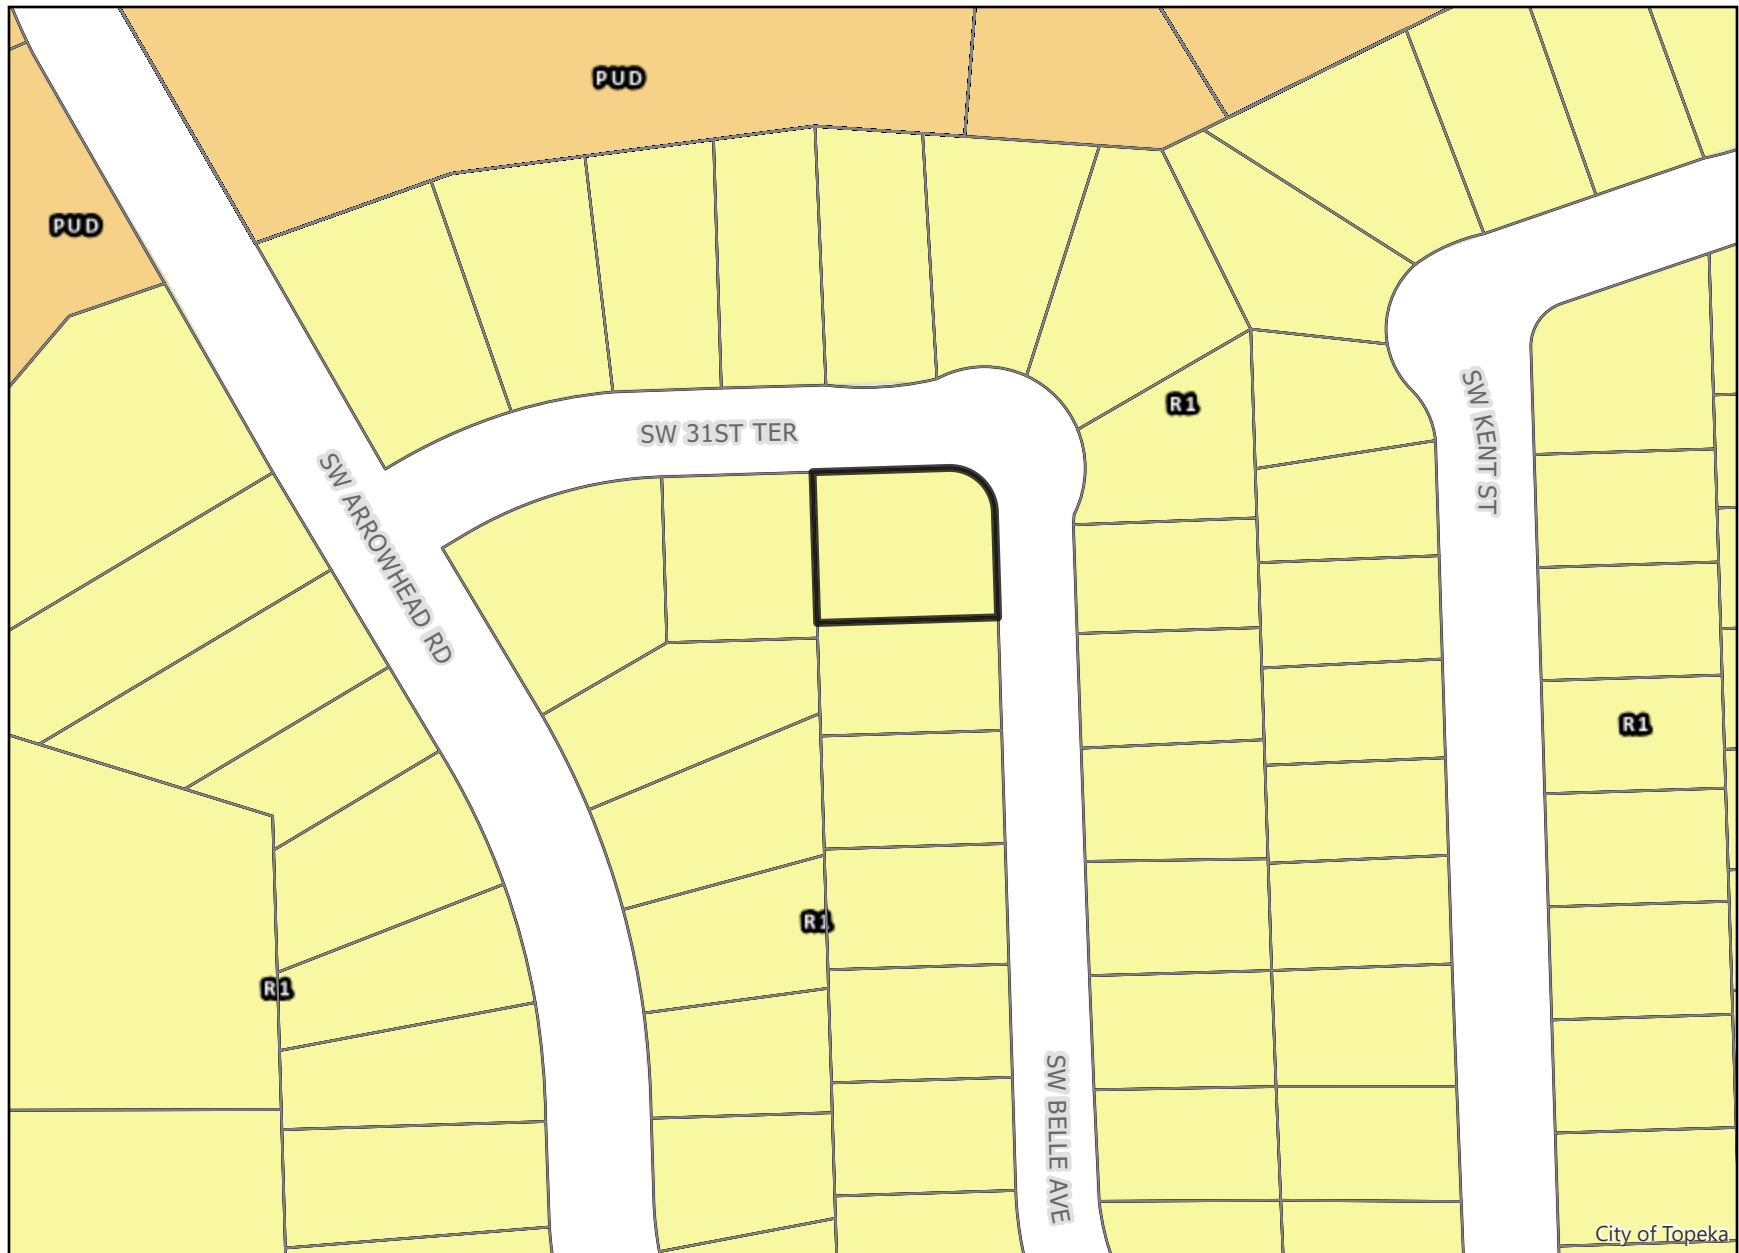 PUD
PUD
R1
SW 31ST TER
SW KENT ST
SW ARROWHEAD RD
R1
R1
R1
SW BELLE AVE
City of Topeka